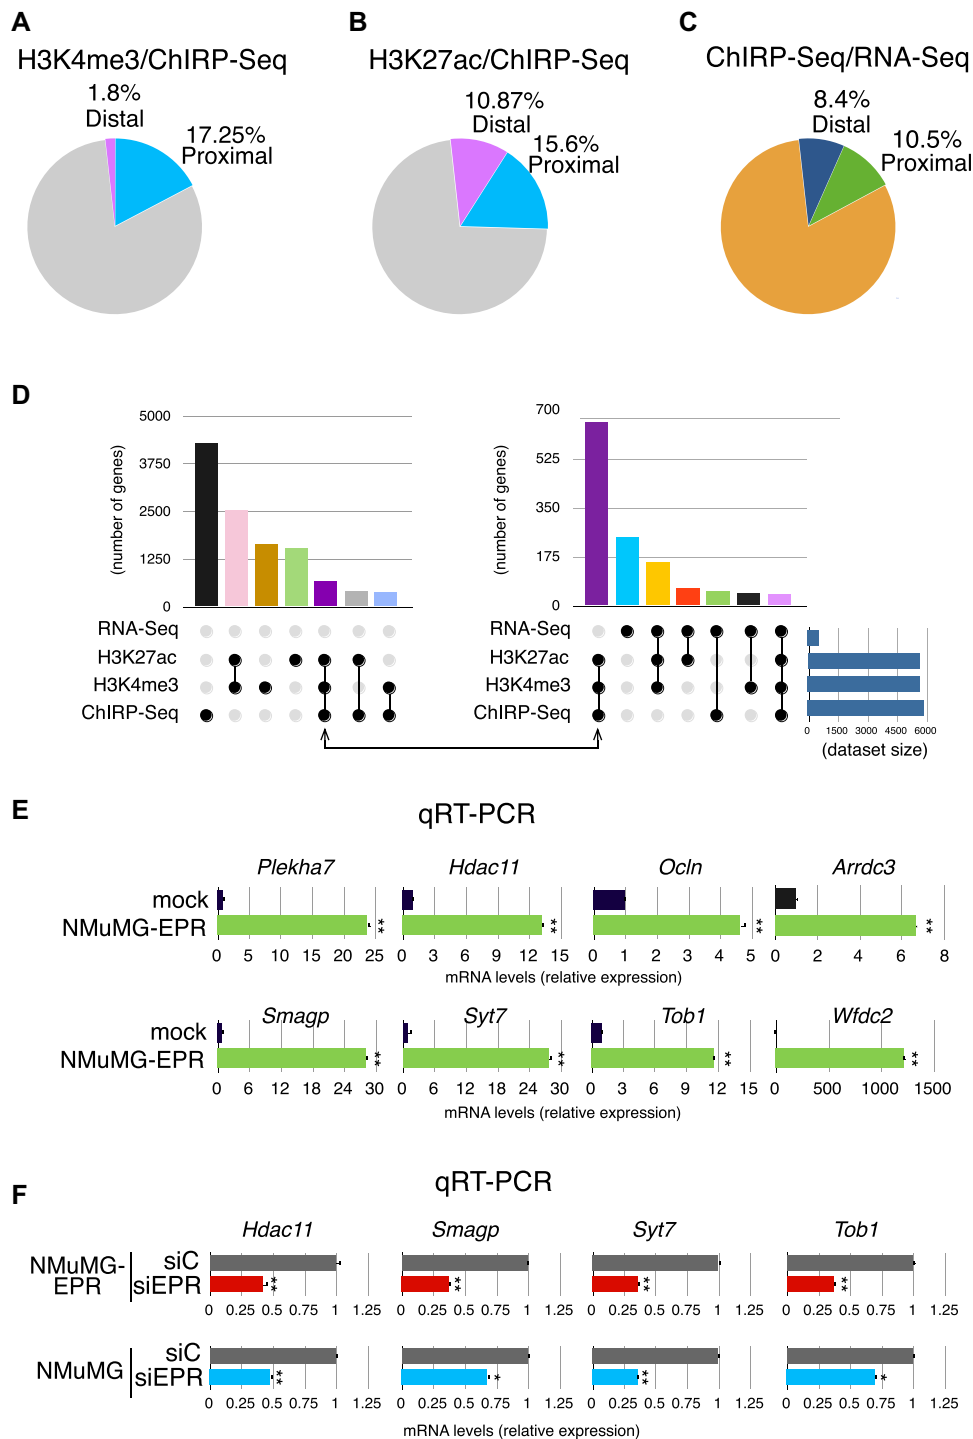 A
B
C
H3K4me3/ChIRP-Seq
H3K27ac/ChIRP-Seq
ChIRP-Seq/RNA-Seq
1.8%
Distal
17.25%
Proximal
10.87%
Distal
15.6%
Proximal
8.4%
Distal
10.5%
Proximal
D
(number of genes)
5000
3750
2500
1250
0
RNA-Seq
H3K27ac
H3K4me3
ChIRP-Seq
(number of genes)
700
525
350
175
0
RNA-Seq
H3K27ac
H3K4me3
ChIRP-Seq
0 1500 3000 4500 6000
(dataset size)
E
qRT-PCR
Plekha7 Hdac11 Ocln Arrdc3
mock
NMuMG-EPR ** ** ** **
0 5 10 15 20 25 0 3 6 9 12 15 0 1 2 3 4 5 0 2 4 6 8
mRNA levels (relative expression)
Smagp Syt7 Tob1 Wfdc2
mock
NMuMG-EPR ** ** ** **
0 6 12 18 24 30 0 6 12 18 24 30 0 3 6 9 12 15 0 500 1000 1500
mRNA levels (relative expression)
F
qRT-PCR
Hdac11 Smagp Syt7 Tob1
NMuMG-
EPR
siC
siEPR ** ** ** **
0 0.25 0.5 0.75 1 1.25 0 0.25 0.5 0.75 1 1.25 0 0.25 0.5 0.75 1 1.25 0 0.25 0.5 0.75 1 1.25
NMuMG
siC
siEPR ** * ** *
0 0.25 0.5 0.75 1 1.25 0 0.25 0.5 0.75 1 1.25 0 0.25 0.5 0.75 1 1.25 0 0.25 0.5 0.75 1 1.25
mRNA levels (relative expression)